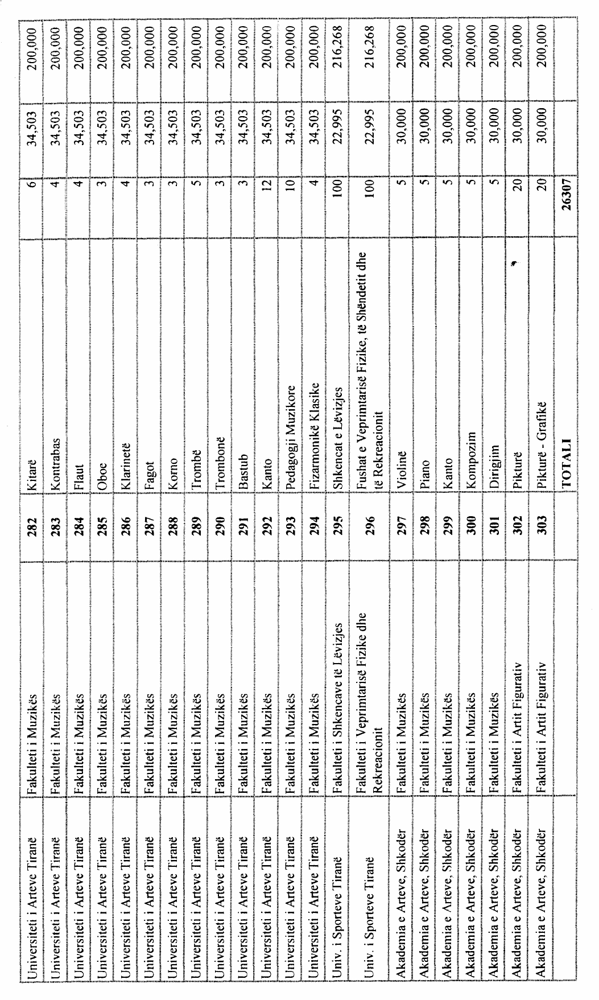 Universiteti i Arteve Tiranë Fakulteti i Muzikës 282 Kitarë 6 34,503 200,000
Universiteti i Arteve Tiranë Fakulteti i Muzikës 283 Kontrabas 4 34,503 200,000
Universiteti i Arteve Tiranë Fakulteti i Muzikës 284 Flaut 4 34,503 200,000
Universiteti i Arteve Tiranë Fakulteti i Muzikës 285 Oboe 3 34,503 200,000
Universiteti i Arteve Tiranë Fakulteti i Muzikës 286 Klarinetë 4 34,503 200,000
Universiteti i Arteve Tiranë Fakulteti i Muzikës 287 Fagot 3 34,503 200,000
Universiteti i Arteve Tiranë Fakulteti i Muzikës 288 Korno 3 34,503 200,000
Universiteti i Arteve Tiranë Fakulteti i Muzikës 289 Trombë 5 34,503 200,000
Universiteti i Arteve Tiranë Fakulteti i Muzikës 290 Trombonë 3 34,503 200,000
Universiteti i Arteve Tiranë Fakulteti i Muzikës 291 Bastub 3 34,503 200,000
Universiteti i Arteve Tiranë Fakulteti i Muzikës 292 Kanto 12 34,503 200,000
Universiteti i Arteve Tiranë Fakulteti i Muzikës 293 Pedagogji Muzikore 10 34,503 200,000
Universiteti i Arteve Tiranë Fakulteti i Muzikës 294 Fizarmonikë Klasike 4 34,503 200,000
Univ. i Sporteve Tiranë Fakulteti i Shkencave të Lëvizjes 295 Shkencat e Lëvizjes 100 22,995 216,268
Univ. i Sporteve Tiranë Fakulteti i Veprimtarisë Fizike dhe
Rekreacionit 296 Fushat e Veprimtarisë Fizike, të Shëndetit dhe
të Rekreacionit 100 22,995 216,268
Akademia e Arteve, Shkodër Fakulteti i Muzikës 297 Violinë 5 30,000 200,000
Akademia e Arteve, Shkodër Fakulteti i Muzikës 298 Piano 5 30,000 200,000
Akademia e Arteve, Shkodër Fakulteti i Muzikës 299 Kanto 5 30,000 200,000
Akademia e Arteve, Shkodër Fakulteti i Muzikës 300 Kompozim 5 30,000 200,000
Akademia e Arteve, Shkodër Fakulteti i Muzikës 301 Dirigjim 5 30,000 200,000
Akademia e Arteve, Shkodër Fakulteti i Artit Figurativ 302 Pikturë 20 30,000 200,000
Akademia e Arteve, Shkodër Fakulteti i Artit Figurativ 303 Pikturë - Grafikë 20 30,000 200,000
TOTALI 26307